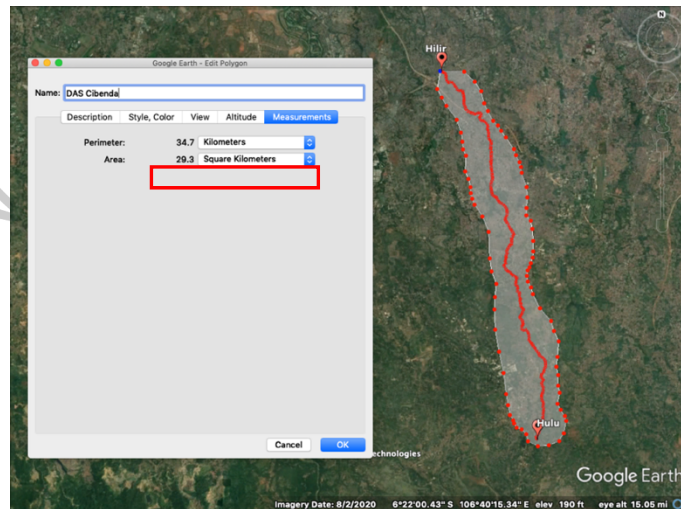 N
Hilir
Google Earth - Edit Polygon
Name: DAS Cibenda
Description Style, Color View Altitude Measurements
Perimeter: 34.7 Kilometers
Area: 29.3 Square Kilometers
Hulu
Cancel OK
echnologies
Google Earth
Imagery Date: 8/2/2020 6°22'00.43" S 106°40'15.34" E elev 190 ft eye alt 15.05 mi